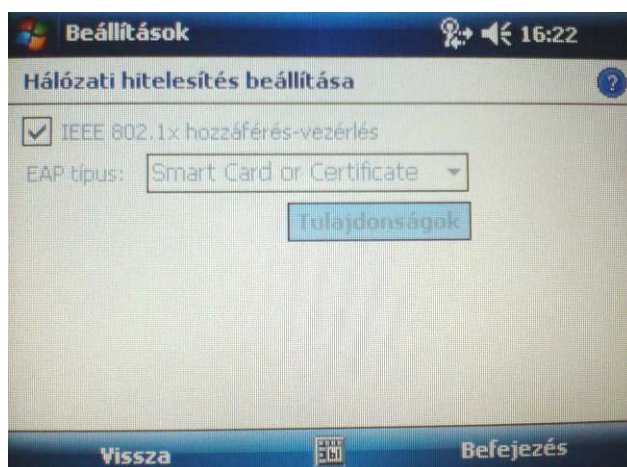 Beállítások 16:22
Hálózati hitelesítés beállítása ?
IEEE 802.1x hozzáférés-vezérlés
EAP típus: Smart Card or Certificate
Tulajdonságok
Vissza Befejezés